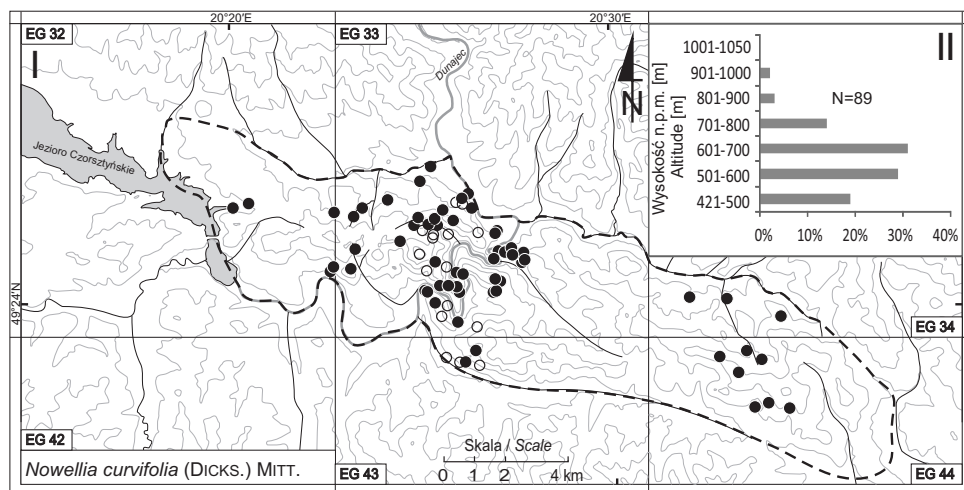 20°20'E
20°30'E
EG 32
EG 33
I
II
Dunajec
N
Jezioro Czorsztyńskie
49°24'N
Wysokość n.p.m. [m]
Altitude [m]
1001-1050
901-1000
801-900
701-800
601-700
501-600
421-500
N=89
0% 10% 20% 30% 40%
EG 34
EG 42
EG 43
EG 44
Skala / Scale
0 1 2 4 km
Nowellia curvifolia (DICKS.) MITT.